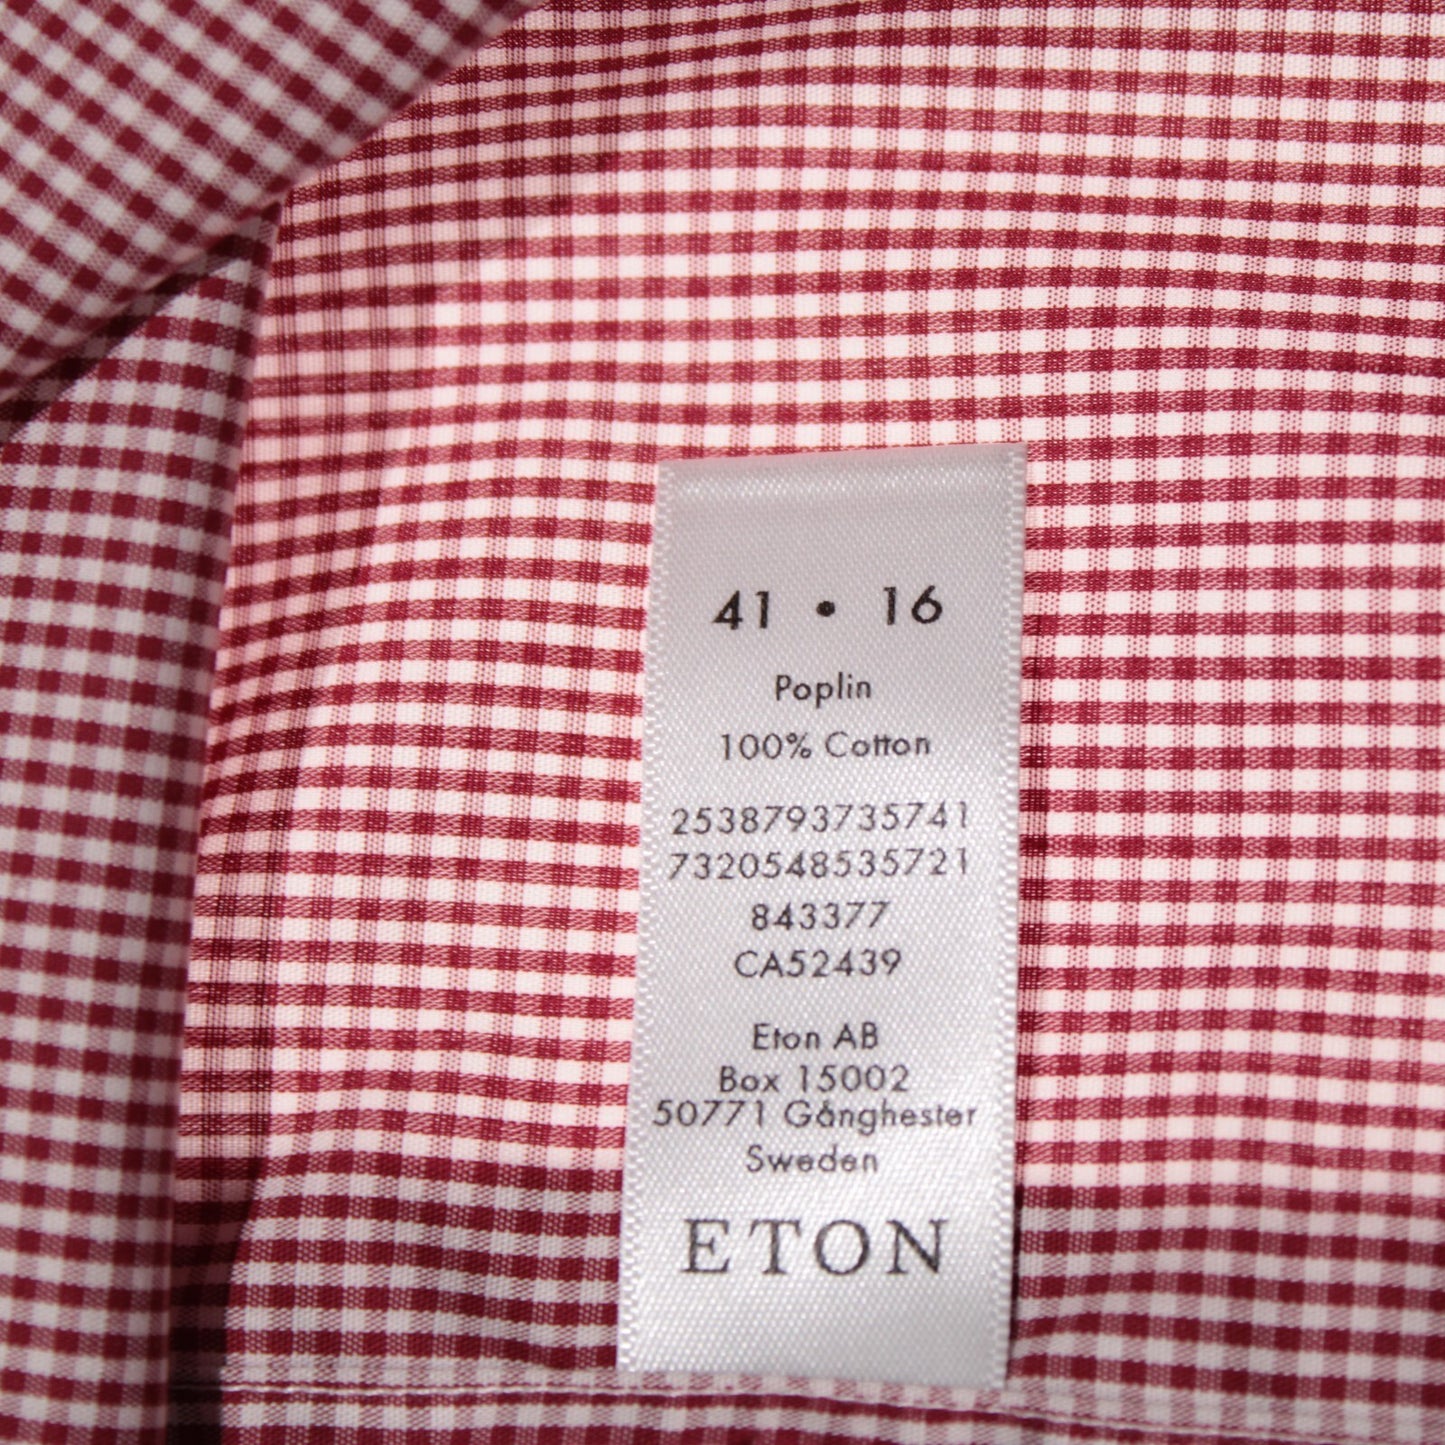 41 • 16
Poplin
100% Cotton
2538793735741
7320548535721
843377
CA52439
Eton AB
Box 15002
50771 Gånghester
Sweden
ETON